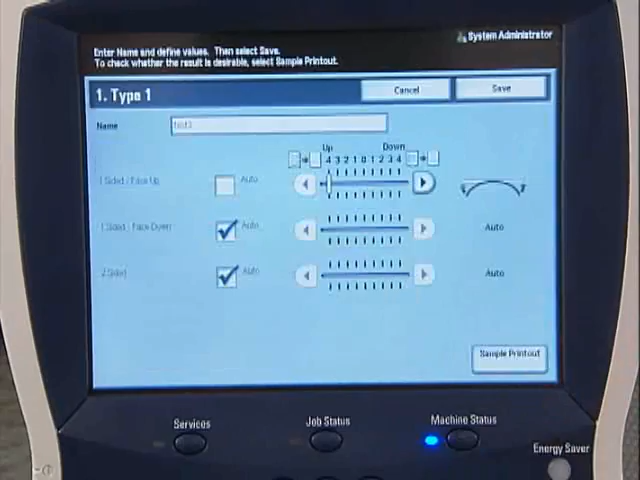 System Administrator
Enter Name and define values. Then select Save.
To check whether the result is desirable, select Sample Printout.
1. Type 1
Cancel
Save
Name
Up
Down
4 3 2 1 0 1 2 3 4
1 Sided / Face Up
Auto
1 Sided / Face Down
Auto
Auto
2 Sided
Auto
Auto
Sample Printout
Services
Job Status
Machine Status
Energy Saver